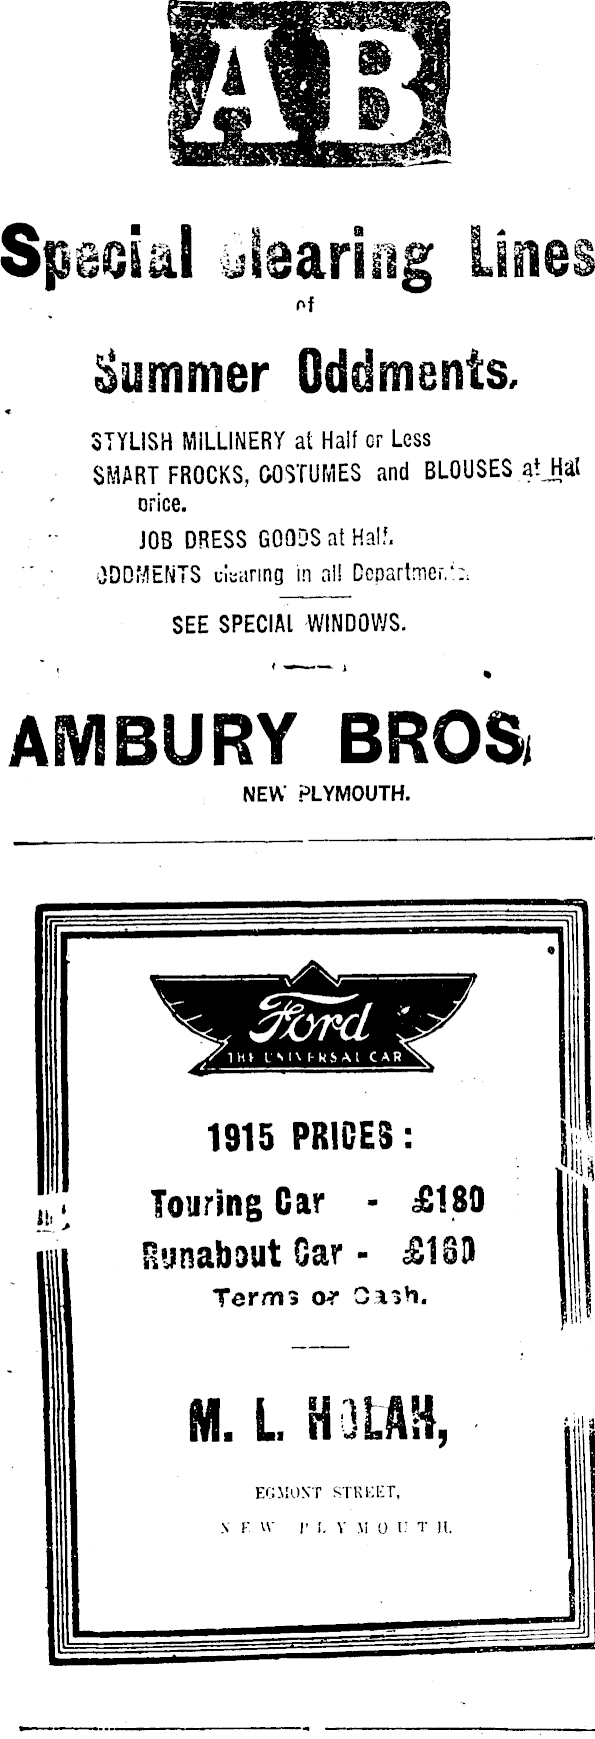 AB
Special Clearing Lines
of
Summer Oddments.
STYLISH MILLINERY at Half or Less
SMART FROCKS, COSTUMES and BLOUSES at Hal
price.
JOB DRESS GOODS at Half.
ODDMENTS clearing in all Departments.
SEE SPECIAL WINDOWS.
AMBURY BROS.
NEW PLYMOUTH.
Ford
THE UNIVERSAL CAR
1915 PRICES:
Touring Car - £180
Runabout Car - £160
Terms or Cash.
M. L. HOLAH,
EGMONT STREET,
NEW PLYMOUTH.